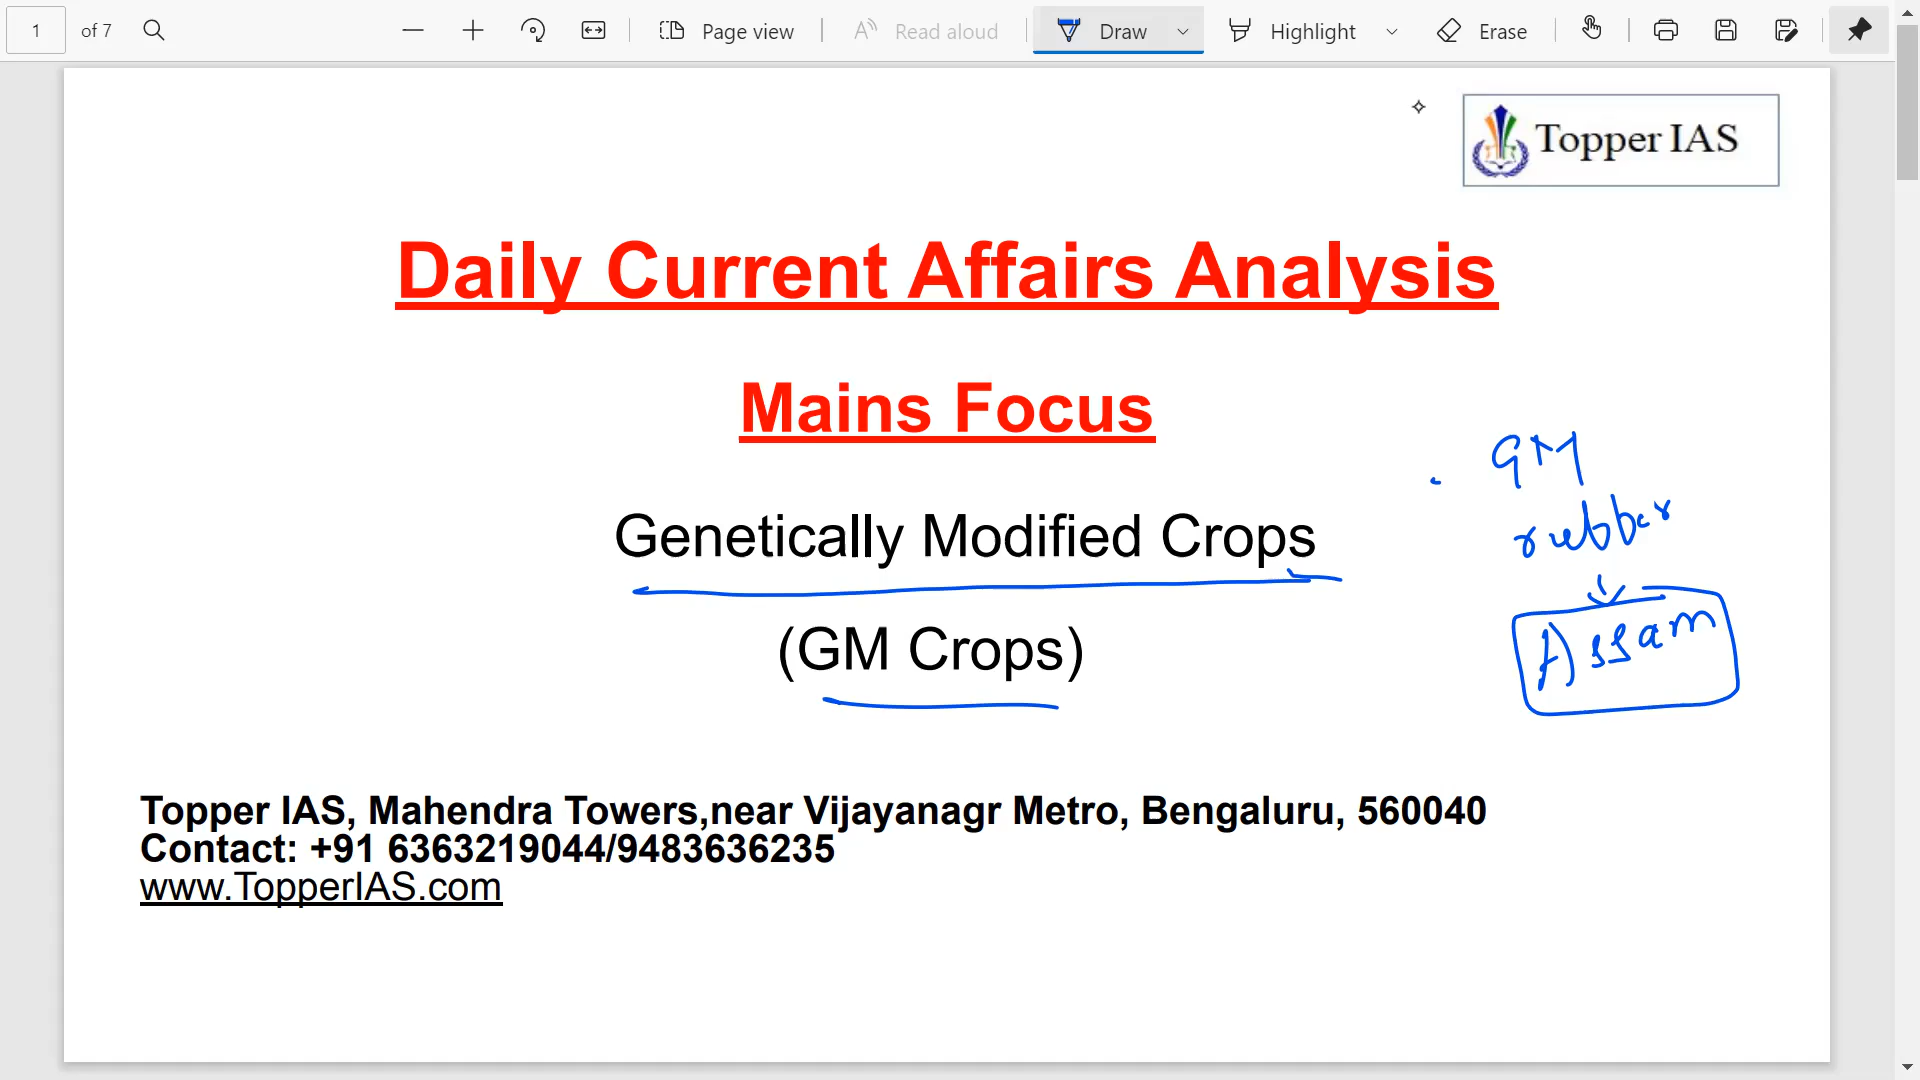 1 of 7 Page view Read aloud Draw Highlight Erase
Topper IAS
Daily Current Affairs Analysis
Mains Focus
GM
Genetically Modified Crops
rubber
(GM Crops)
Assam
Topper IAS, Mahendra Towers,near Vijayanagr Metro, Bengaluru, 560040
Contact: +91 6363219044/9483636235
www.TopperIAS.com